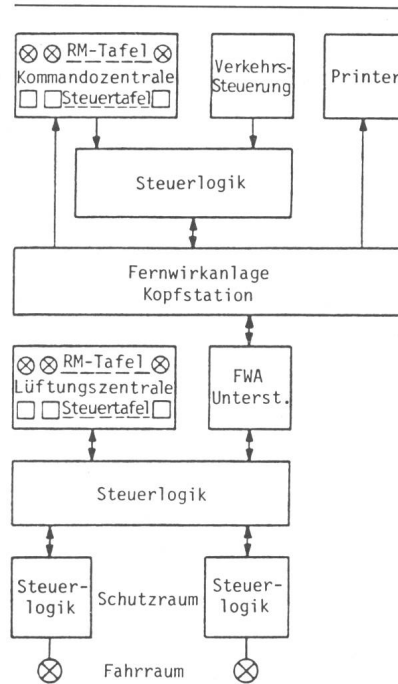 RM-Tafel
Kommandozentrale
Steuertafel
Verkehrs-
Steuerung
Printer
Steuerlogik
Fernwirkanlage
Kopfstation
RM-Tafel
Lüftungszentrale
Steuertafel
FWA
Unterst.
Steuerlogik
Steuer-
logik
Schutzraum
Steuer-
logik
Fahrraum